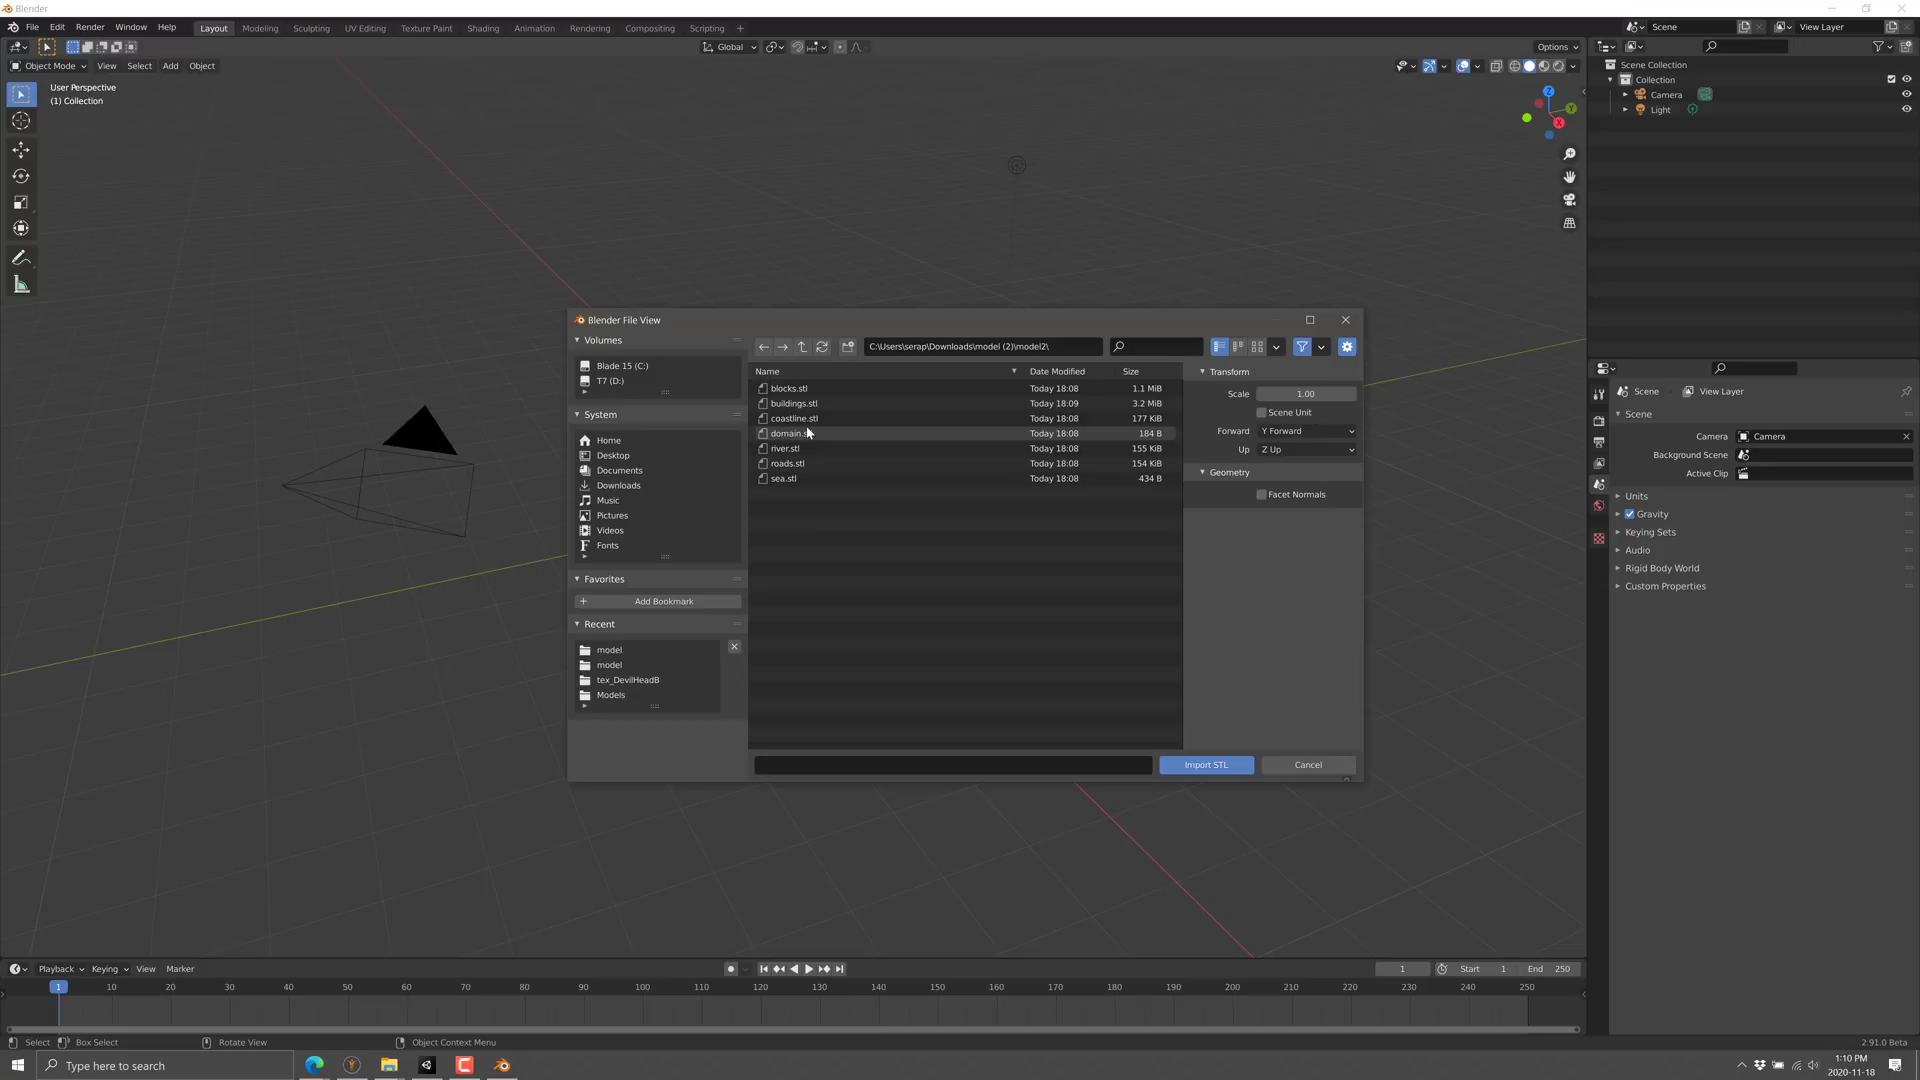 Blender
File Edit Render Window Help Layout Modeling Sculpting UV Editing Texture Paint Shading Animation Rendering Compositing Scripting + Scene View Layer
Global Options
Object Mode View Select Add Object
User Perspective
(1) Collection
Z
Y
X
Scene Collection
Collection
Camera
Light
Blender File View
Volumes
Blade 15 (C:)
T7 (D:)
System
Home
Desktop
Documents
Downloads
Music
Pictures
Videos
Fonts
Favorites
+ Add Bookmark
Recent
model
model
tex_DevilHeadB
Models
C:\Users\serap\Downloads\model (2)\model2\
Name Date Modified Size
blocks.stl Today 18:08 1.1 MiB
buildings.stl Today 18:09 3.2 MiB
coastline.stl Today 18:08 177 KiB
domain.s Today 18:08 184 B
river.stl Today 18:08 155 KiB
roads.stl Today 18:08 154 KiB
sea.stl Today 18:08 434 B
Transform
Scale 1.00
Scene Unit
Forward Y Forward
Up Z Up
Geometry
Facet Normals
Import STL Cancel
Scene View Layer
Scene
Camera Camera
Background Scene
Active Clip
Units
Gravity
Keying Sets
Audio
Rigid Body World
Custom Properties
Playback Keying View Marker 1 Start 1 End 250
1 10 20 30 40 50 60 70 80 90 100 110 120 130 140 150 160 170 180 190 200 210 220 230 240 250
Select Box Select Rotate View Object Context Menu 2.91.0 Beta
Type here to search
1:10 PM
2020-11-18